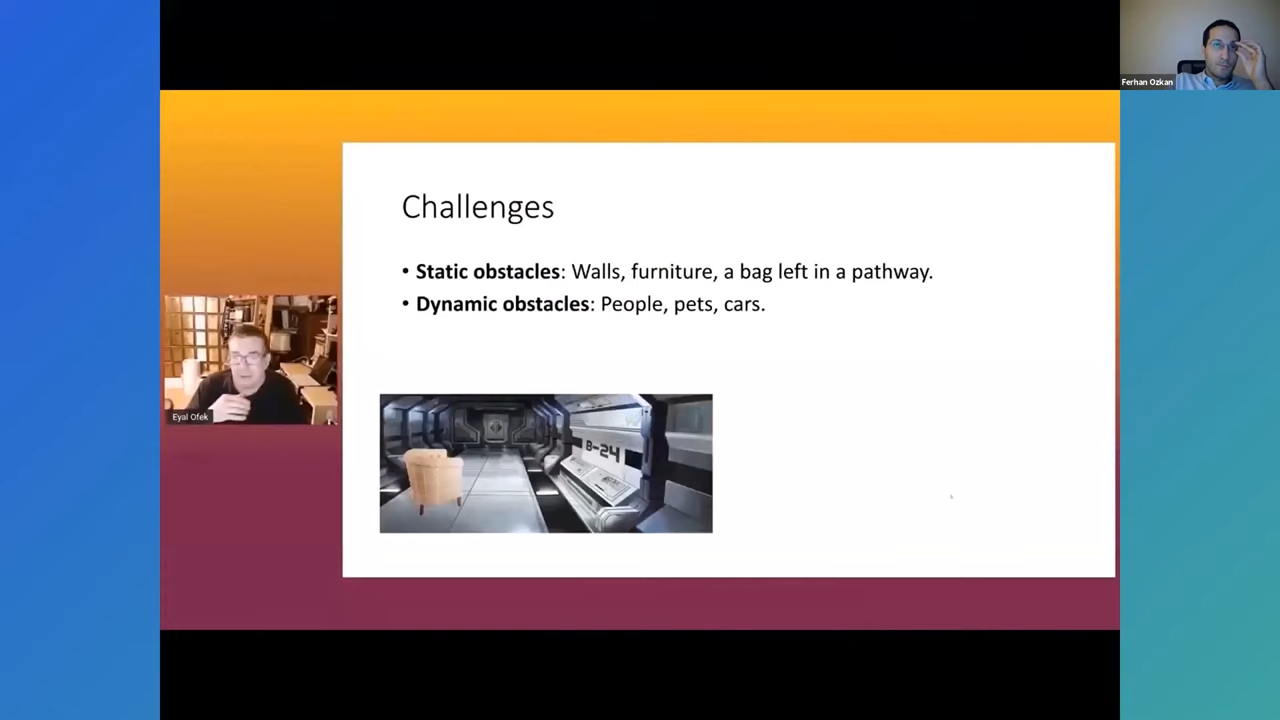 Ferhan Ozkan
Challenges
• Static obstacles: Walls, furniture, a bag left in a pathway.
• Dynamic obstacles: People, pets, cars.
Eyal Ofek
B-24